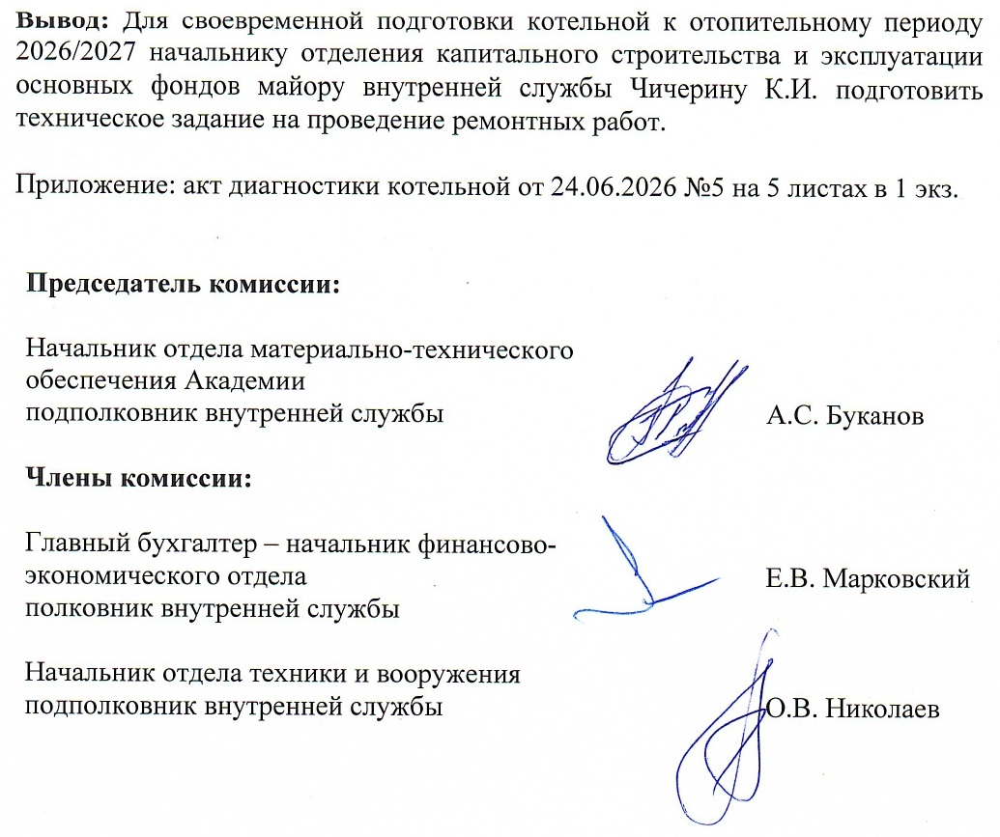 Вывод: Для своевременной подготовки котельной к отопительному периоду
2026/2027 начальнику отделения капитального строительства и эксплуатации
основных фондов майору внутренней службы Чичерину К.И. подготовить
техническое задание на проведение ремонтных работ.
Приложение: акт диагностики котельной от 24.06.2026 №5 на 5 листах в 1 экз.
Председатель комиссии:
Начальник отдела материально-технического
обеспечения Академии
подполковник внутренней службы
А.С. Буканов
Члены комиссии:
Главный бухгалтер – начальник финансово-
экономического отдела
полковник внутренней службы
Е.В. Марковский
Начальник отдела техники и вооружения
подполковник внутренней службы
О.В. Николаев